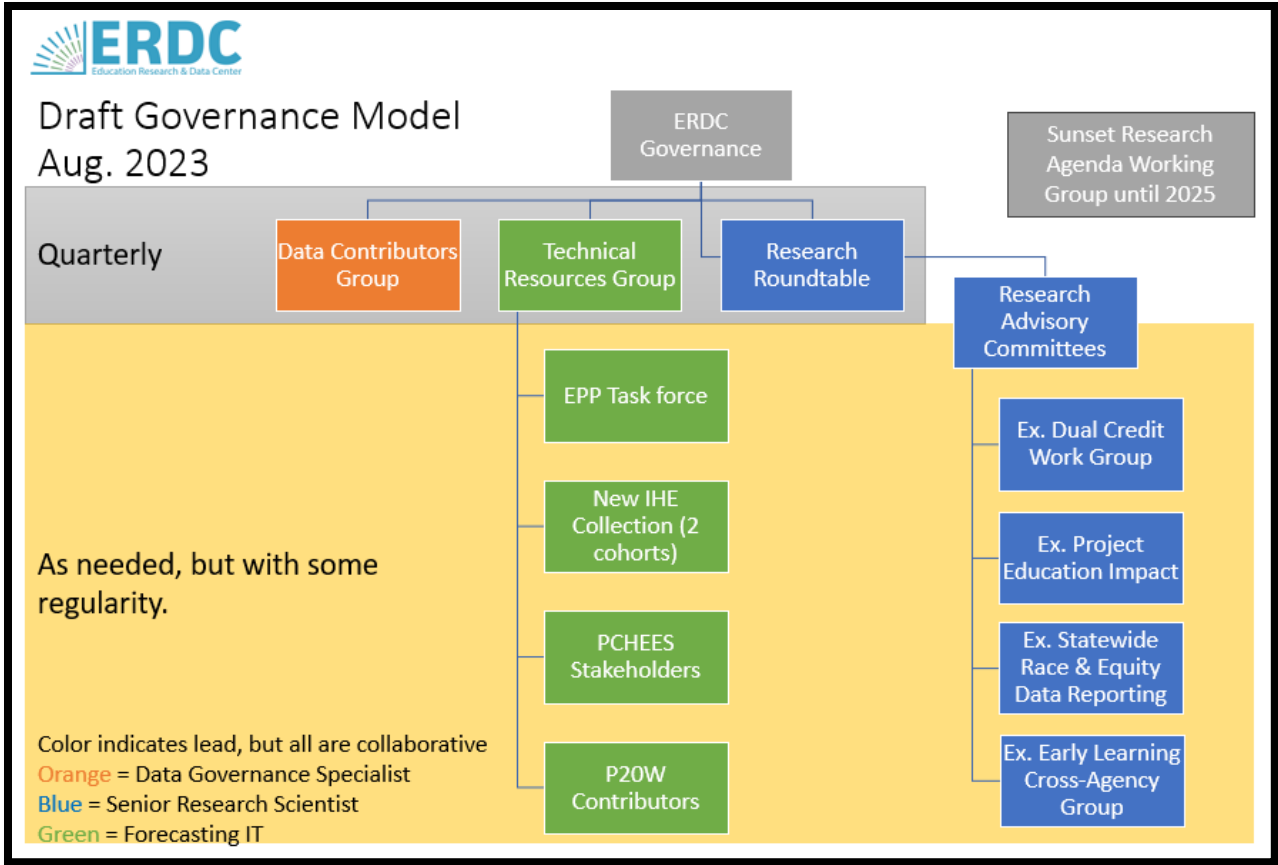 ERDC
Education Research & Data Center
Draft Governance Model
Aug. 2023
ERDC
Governance
Sunset Research
Agenda Working
Group until 2025
Quarterly
Data Contributors
Group
Technical
Resources Group
Research
Roundtable
Research
Advisory
Committees
EPP Task force
New IHE
Collection (2
cohorts)
PCHEES
Stakeholders
P20W
Contributors
Ex. Dual Credit
Work Group
Ex. Project
Education Impact
Ex. Statewide
Race & Equity
Data Reporting
Ex. Early Learning
Cross-Agency
Group
As needed, but with some
regularity.
Color indicates lead, but all are collaborative
Orange = Data Governance Specialist
Blue = Senior Research Scientist
Green = Forecasting IT